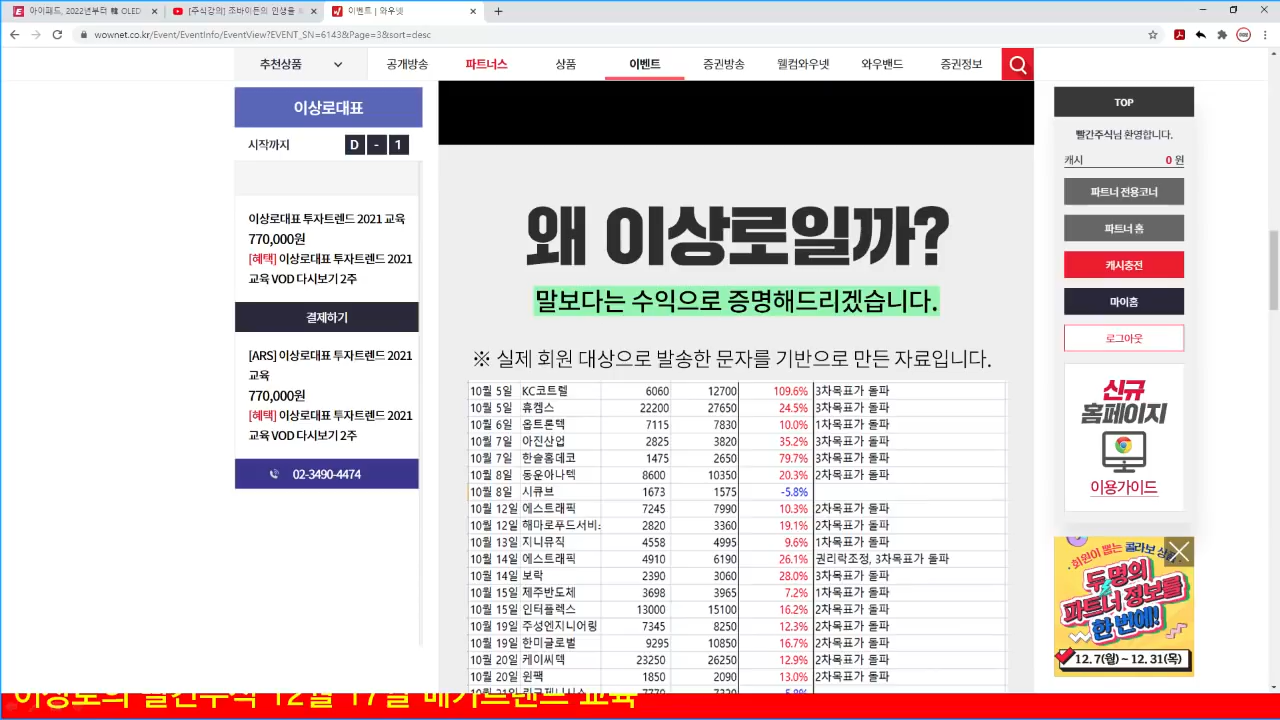 아이패드, 2022년부터 韓 OLED
[주식강의] 조바이든의 인생을
이벤트 | 와우넷
wownet.co.kr/Event/EventInfo/EventView?EVENT_SN=6143&Page=3&sort=desc
추천상품 공개방송 파트너스 상품 이벤트 증권방송 웰컴와우넷 와우밴드 증권정보
이상로대표
시작까지 D - 1
이상로대표 투자트렌드 2021 교육
770,000원
[혜택] 이상로대표 투자트렌드 2021
교육 VOD 다시보기 2주
결제하기
[ARS] 이상로대표 투자트렌드 2021
교육
770,000원
[혜택] 이상로대표 투자트렌드 2021
교육 VOD 다시보기 2주
02-3490-4474
왜 이상로일까?
말보다는 수익으로 증명해드리겠습니다.
※ 실제 회원 대상으로 발송한 문자를 기반으로 만든 자료입니다.
10월 5일 KC코트렐 6060 12700 109.6% 3차목표가 돌파
10월 5일 휴켐스 22200 27650 24.5% 3차목표가 돌파
10월 6일 옵트론텍 7115 7830 10.0% 1차목표가 돌파
10월 7일 아진산업 2825 3820 35.2% 3차목표가 돌파
10월 7일 한솔홈데코 1475 2650 79.7% 3차목표가 돌파
10월 8일 동운아나텍 8600 10350 20.3% 2차목표가 돌파
10월 8일 시큐브 1673 1575 -5.8%
10월 12일 에스트래픽 7245 7990 10.3% 2차목표가 돌파
10월 12일 해마로푸드서비 2820 3360 19.1% 2차목표가 돌파
10월 13일 지니뮤직 4558 4995 9.6% 1차목표가 돌파
10월 14일 에스트래픽 4910 6190 26.1% 권리락조정, 3차목표가 돌파
10월 14일 보락 2390 3060 28.0% 3차목표가 돌파
10월 15일 제주반도체 3698 3965 7.2% 1차목표가 돌파
10월 15일 인터플렉스 13000 15100 16.2% 2차목표가 돌파
10월 19일 주성엔지니어링 7345 8250 12.3% 2차목표가 돌파
10월 19일 한미글로벌 9295 10850 16.7% 2차목표가 돌파
10월 20일 케이씨텍 23250 26250 12.9% 2차목표가 돌파
10월 20일 윈팩 1850 2090 13.0% 2차목표가 돌파
TOP
빨간주식님 환영합니다.
캐시 0 원
파트너 전용코너
파트너 홈
캐시충전
마이홈
로그아웃
신규
홈페이지
이용가이드
회원이 뽑는 콜라보 상품
두 명의
파트너 정보를
한 번에!
12.7(월) ~ 12.31(목)
이상로의 빨간주식 12월 17일 메가트렌드 교육